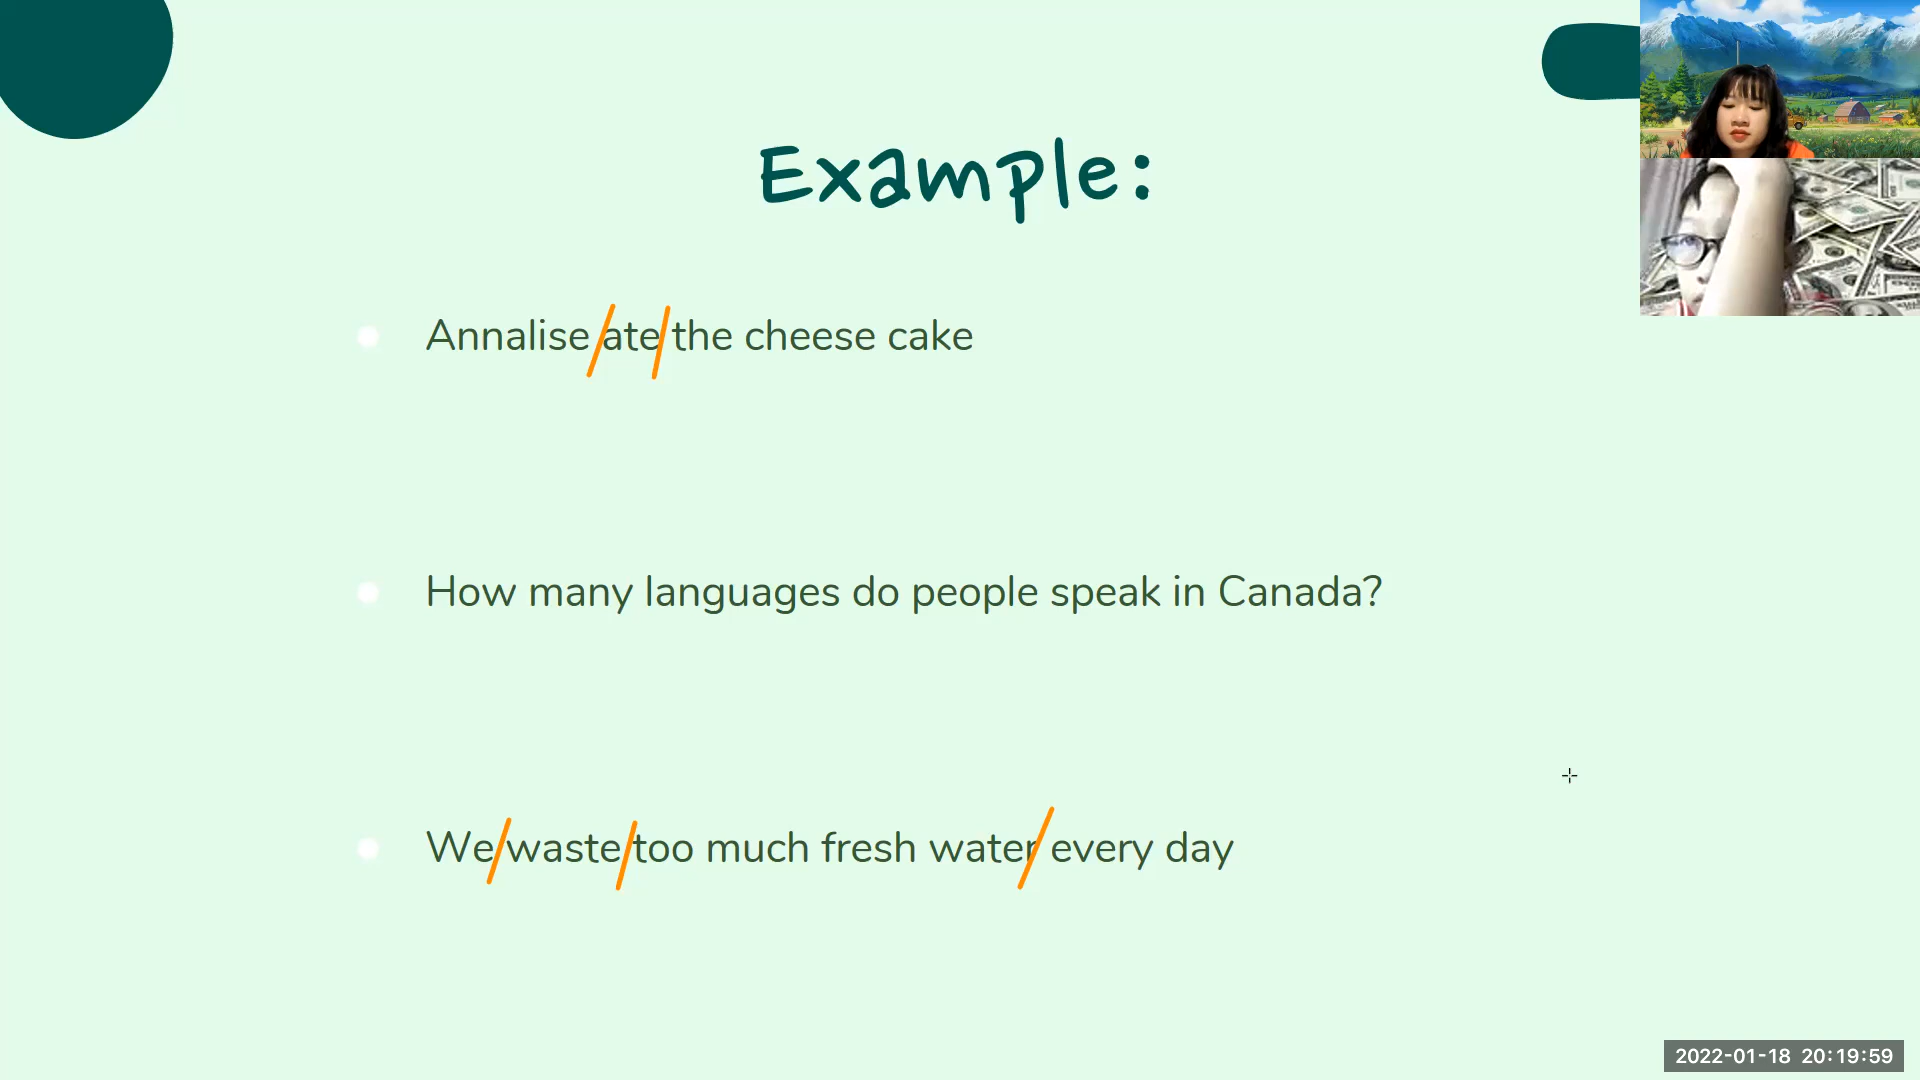 Example:
Annalise ate the cheese cake
How many languages do people speak in Canada?
We waste too much fresh water every day
2022-01-18 20:19:59